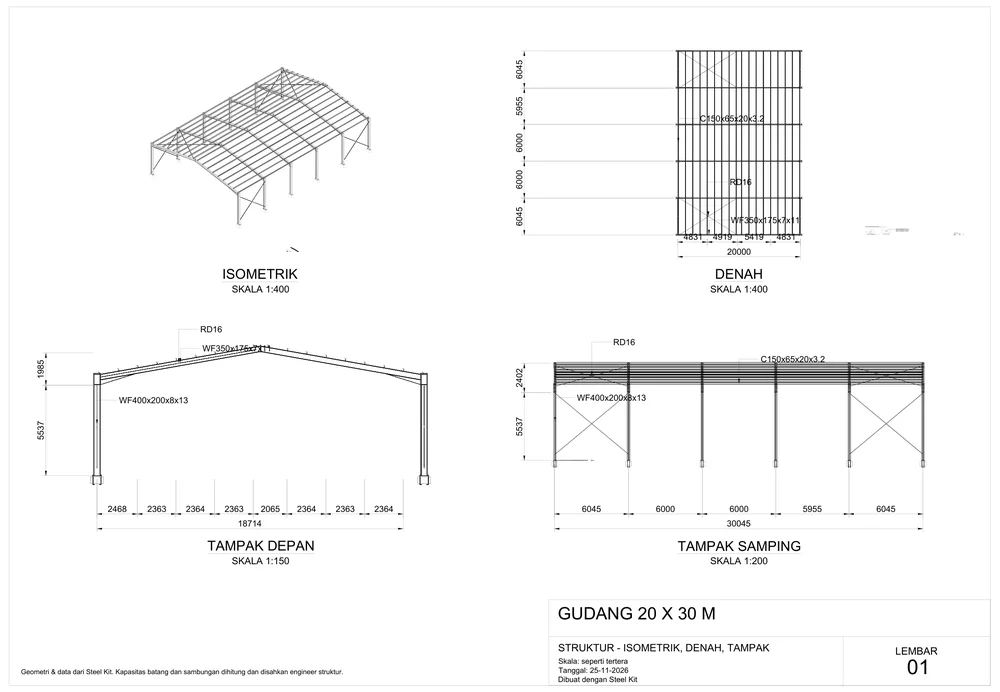 6045
5955
6000
6000
6045
C150x65x20x3.2
RD16
WF350x175x7x11
4831 4919 5419 4831
20000
ISOMETRIK
SKALA 1:400
DENAH
SKALA 1:400
RD16
WF350x175x7x11
1985
WF400x200x8x13
5537
2468 2363 2364 2363 2065 2364 2363 2364
18714
TAMPAK DEPAN
SKALA 1:150
RD16
C150x65x20x3.2
2402
WF400x200x8x13
5537
6045 6000 6000 5955 6045
30045
TAMPAK SAMPING
SKALA 1:200
GUDANG 20 X 30 M
STRUKTUR - ISOMETRIK, DENAH, TAMPAK
Skala: seperti tertera
Tanggal: 25-11-2026
Dibuat dengan Steel Kit
LEMBAR
01
Geometri & data dari Steel Kit. Kapasitas batang dan sambungan dihitung dan disahkan engineer struktur.